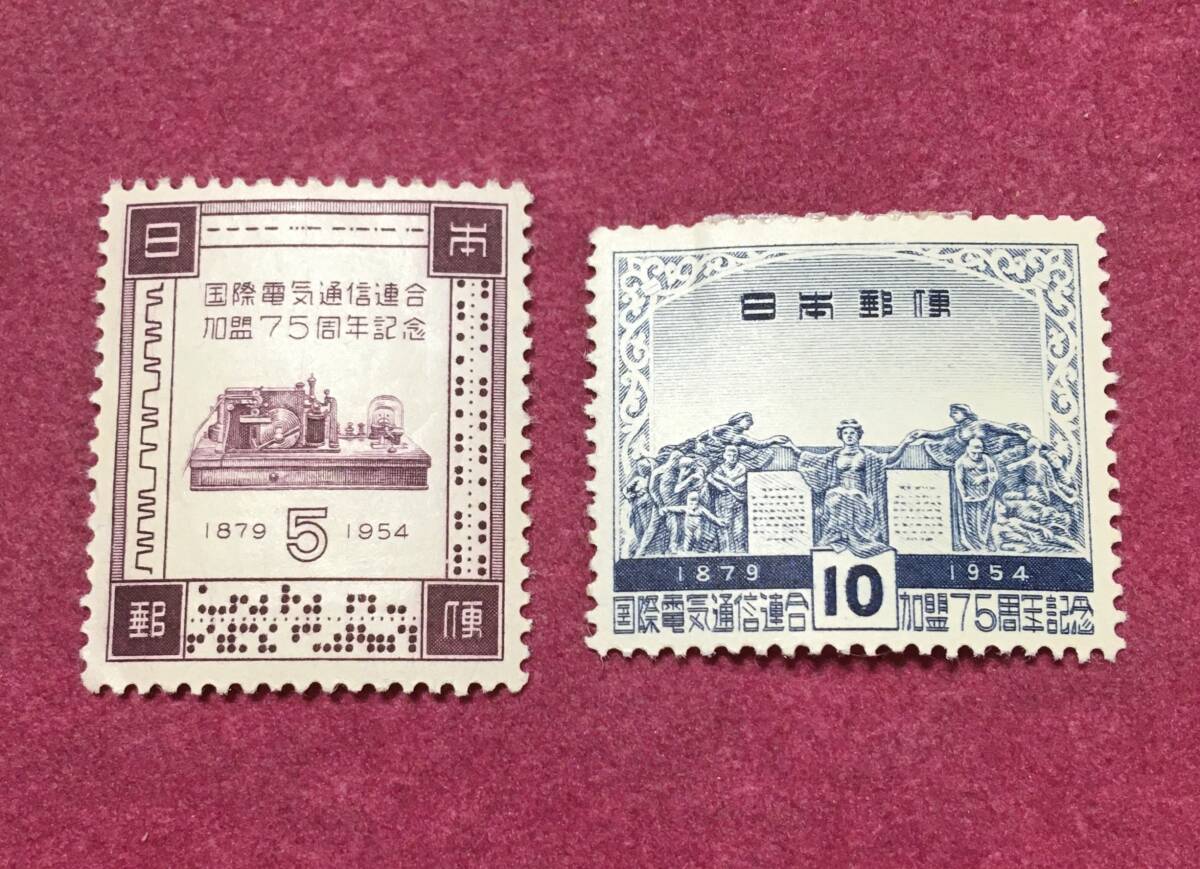 日 本
国際電気通信連合
加盟75周年記念
1879 5 1954
郵 便
日本郵便
1879 1954
国際電気通信連合 10 加盟75周年記念